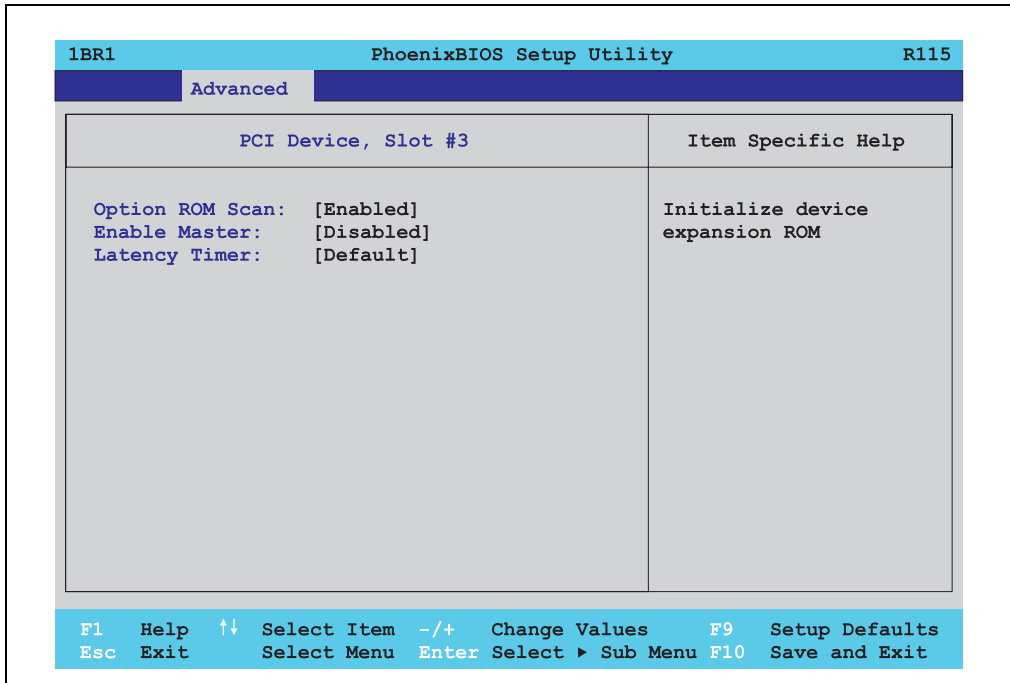 1BR1 PhoenixBIOS Setup Utility R115
Advanced
PCI Device, Slot #3 Item Specific Help
Option ROM Scan: [Enabled] Initialize device
Enable Master: [Disabled] expansion ROM
Latency Timer: [Default]
F1 Help ↑↓ Select Item -/+ Change Values F9 Setup Defaults
Esc Exit Select Menu Enter Select ▶ Sub Menu F10 Save and Exit